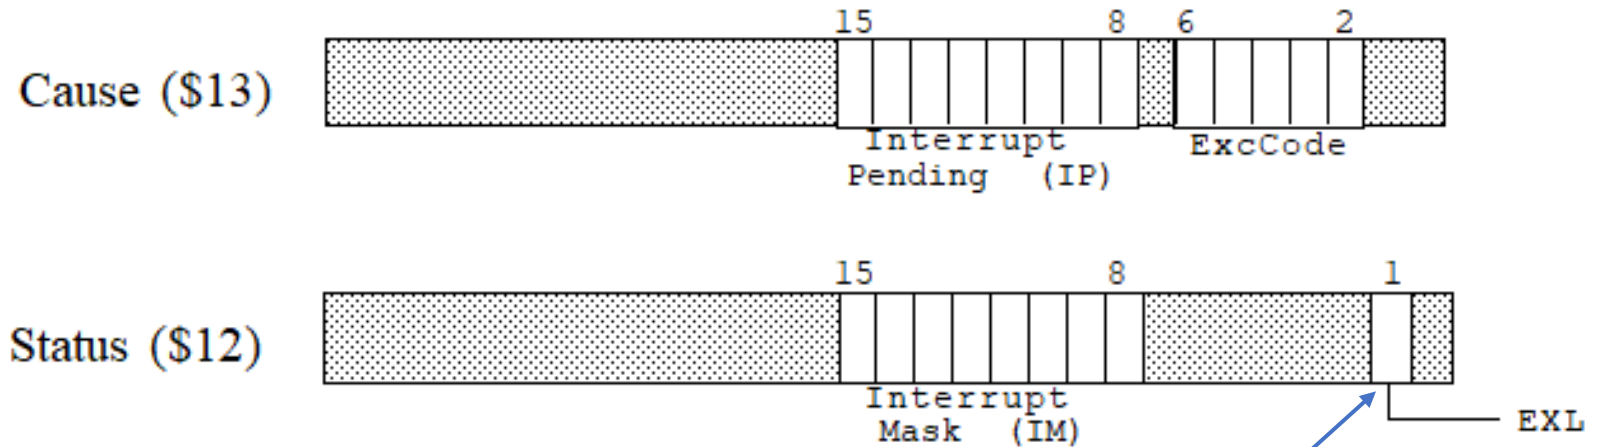 15 8 6 2
Cause ($13)
Interrupt
Pending (IP)
ExcCode
15 8 1
Status ($12)
Interrupt
Mask (IM)
EXL